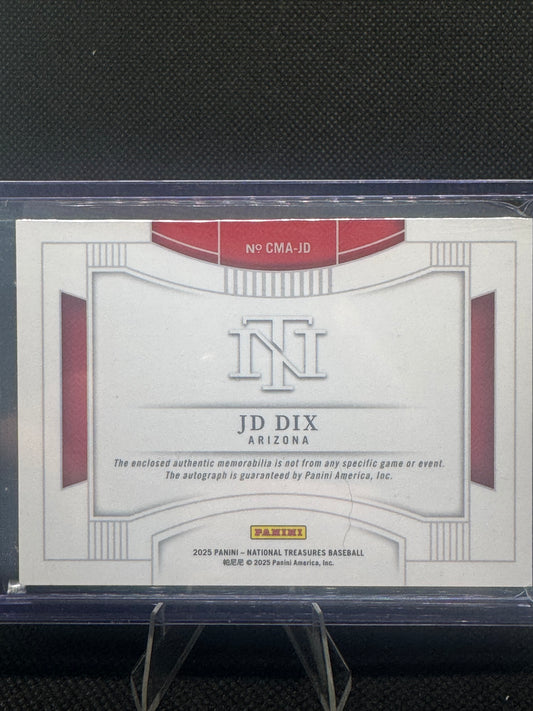 Nº CMA-JD
NT
JD DIX
ARIZONA
The enclosed authentic memorabilia is not from any specific game or event.
The autograph is guaranteed by Panini America, Inc.
PANINI
2025 PANINI – NATIONAL TREASURES BASEBALL
帕尼尼 © 2025 Panini America, Inc.